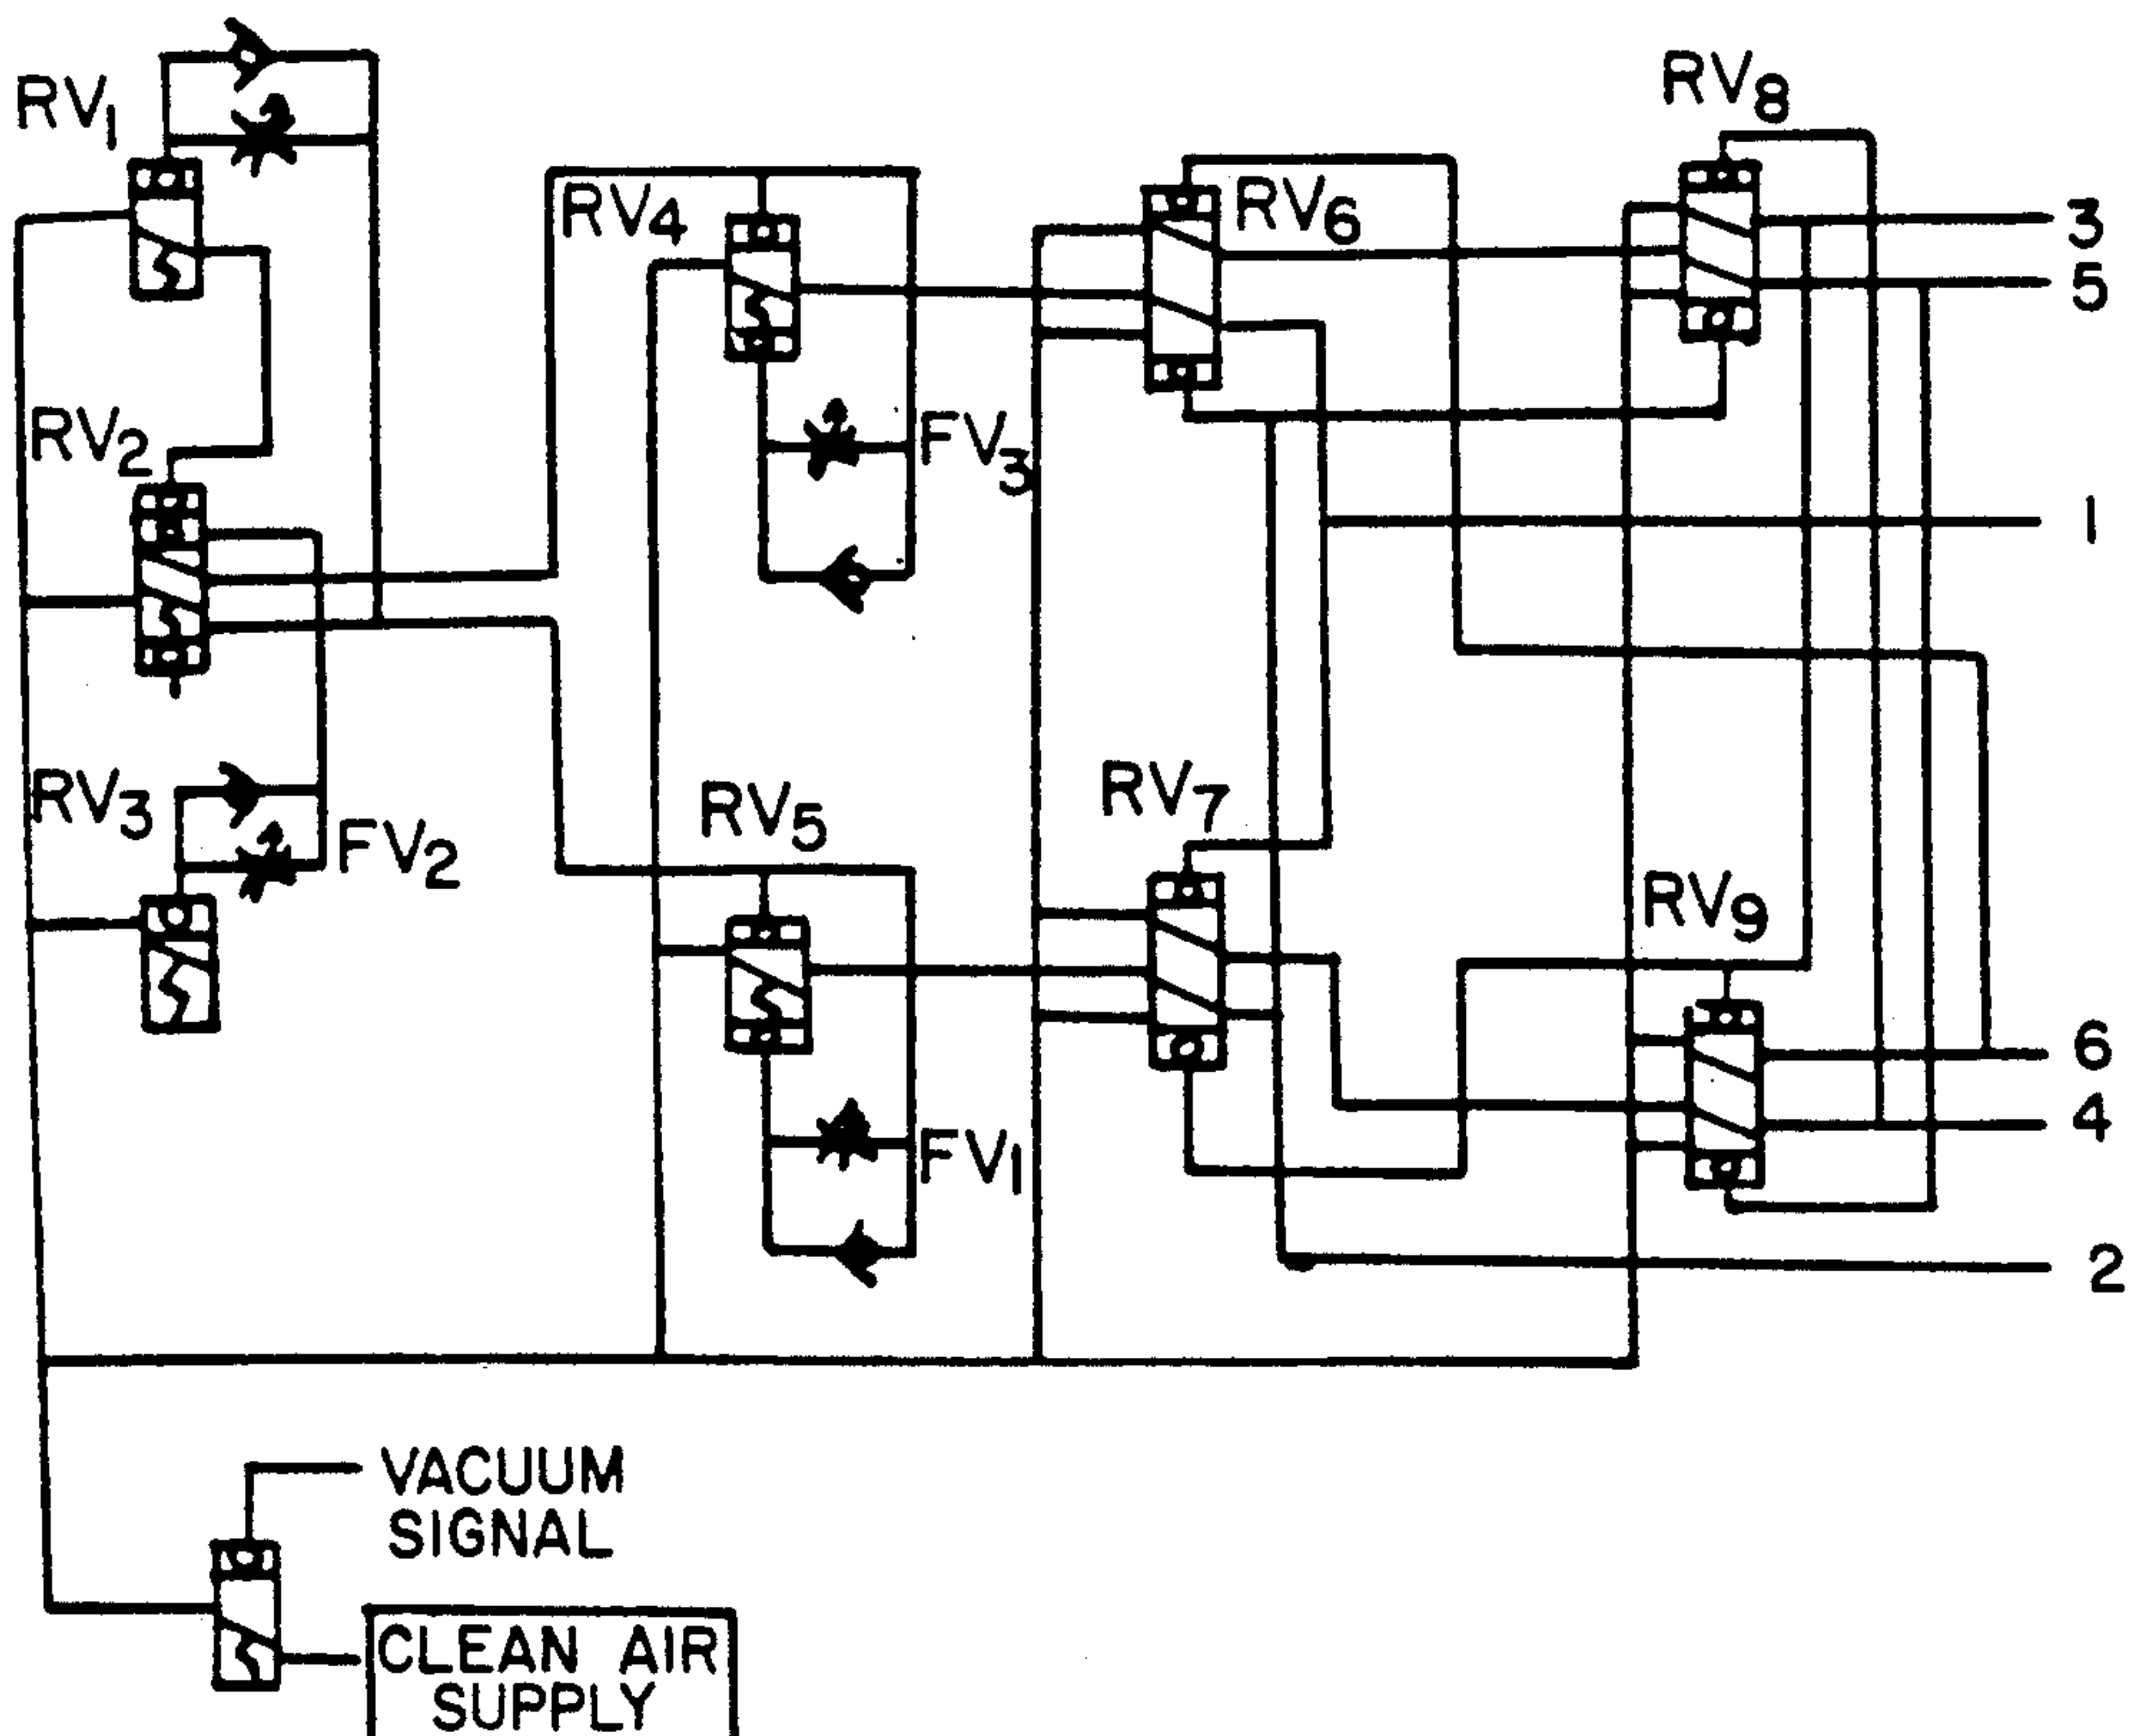 RV1
RV8
RV4
RV6
3
5
RV2
FV3
1
RV3
FV2
RV5
RV7
RV9
6
4
FV1
2
VACUUM
SIGNAL
CLEAN AIR
SUPPLY